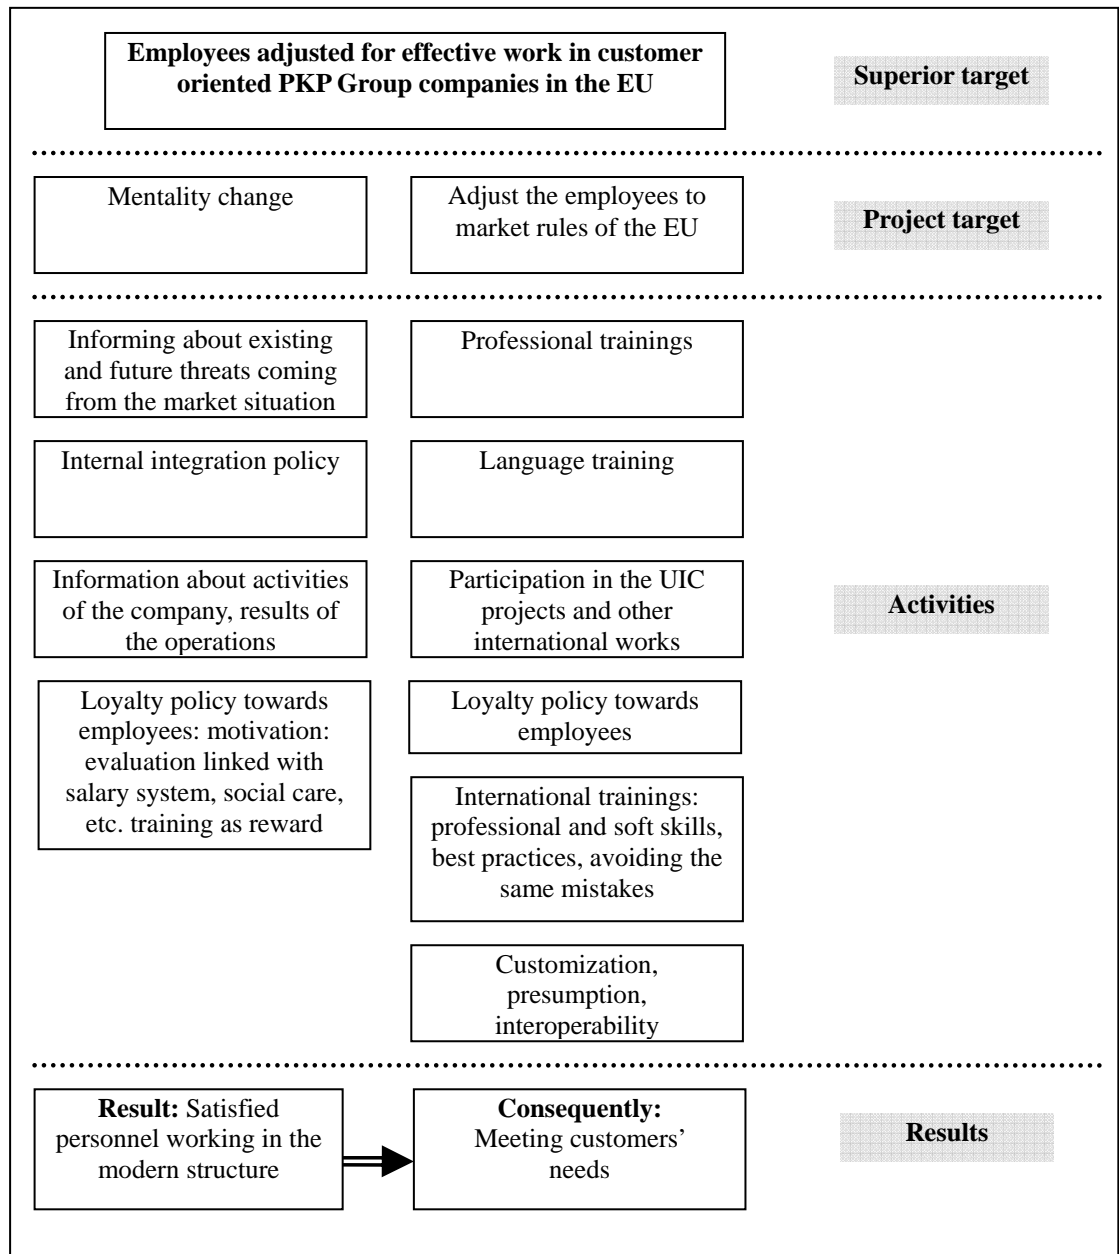 Employees adjusted for effective work in customer
oriented PKP Group companies in the EU
Superior target
Mentality change
Adjust the employees to
market rules of the EU
Project target
Informing about existing
and future threats coming
from the market situation
Professional trainings
Internal integration policy
Language training
Information about activities
of the company, results of
the operations
Participation in the UIC
projects and other
international works
Activities
Loyalty policy towards
employees: motivation:
evaluation linked with
salary system, social care,
etc. training as reward
Loyalty policy towards
employees
International trainings:
professional and soft skills,
best practices, avoiding the
same mistakes
Customization,
presumption,
interoperability
Result: Satisfied
personnel working in the
modern structure
Consequently:
Meeting customers’
needs
Results